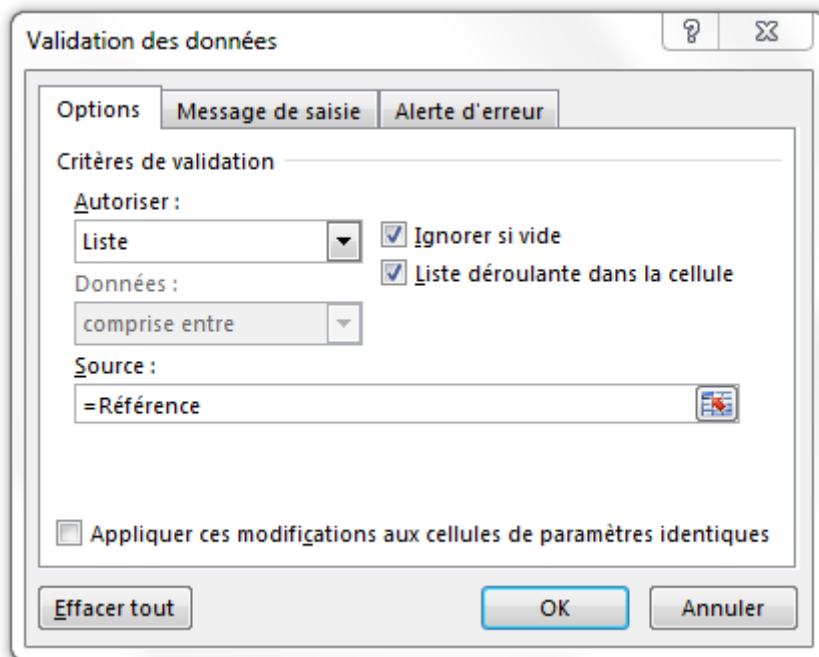 Validation des données
Options
Message de saisie
Alerte d'erreur
Critères de validation
Autoriser :
Liste
Ignorer si vide
Données :
Liste déroulante dans la cellule
comprise entre
Source :
=Référence
Appliquer ces modifications aux cellules de paramètres identiques
Effacer tout
OK
Annuler